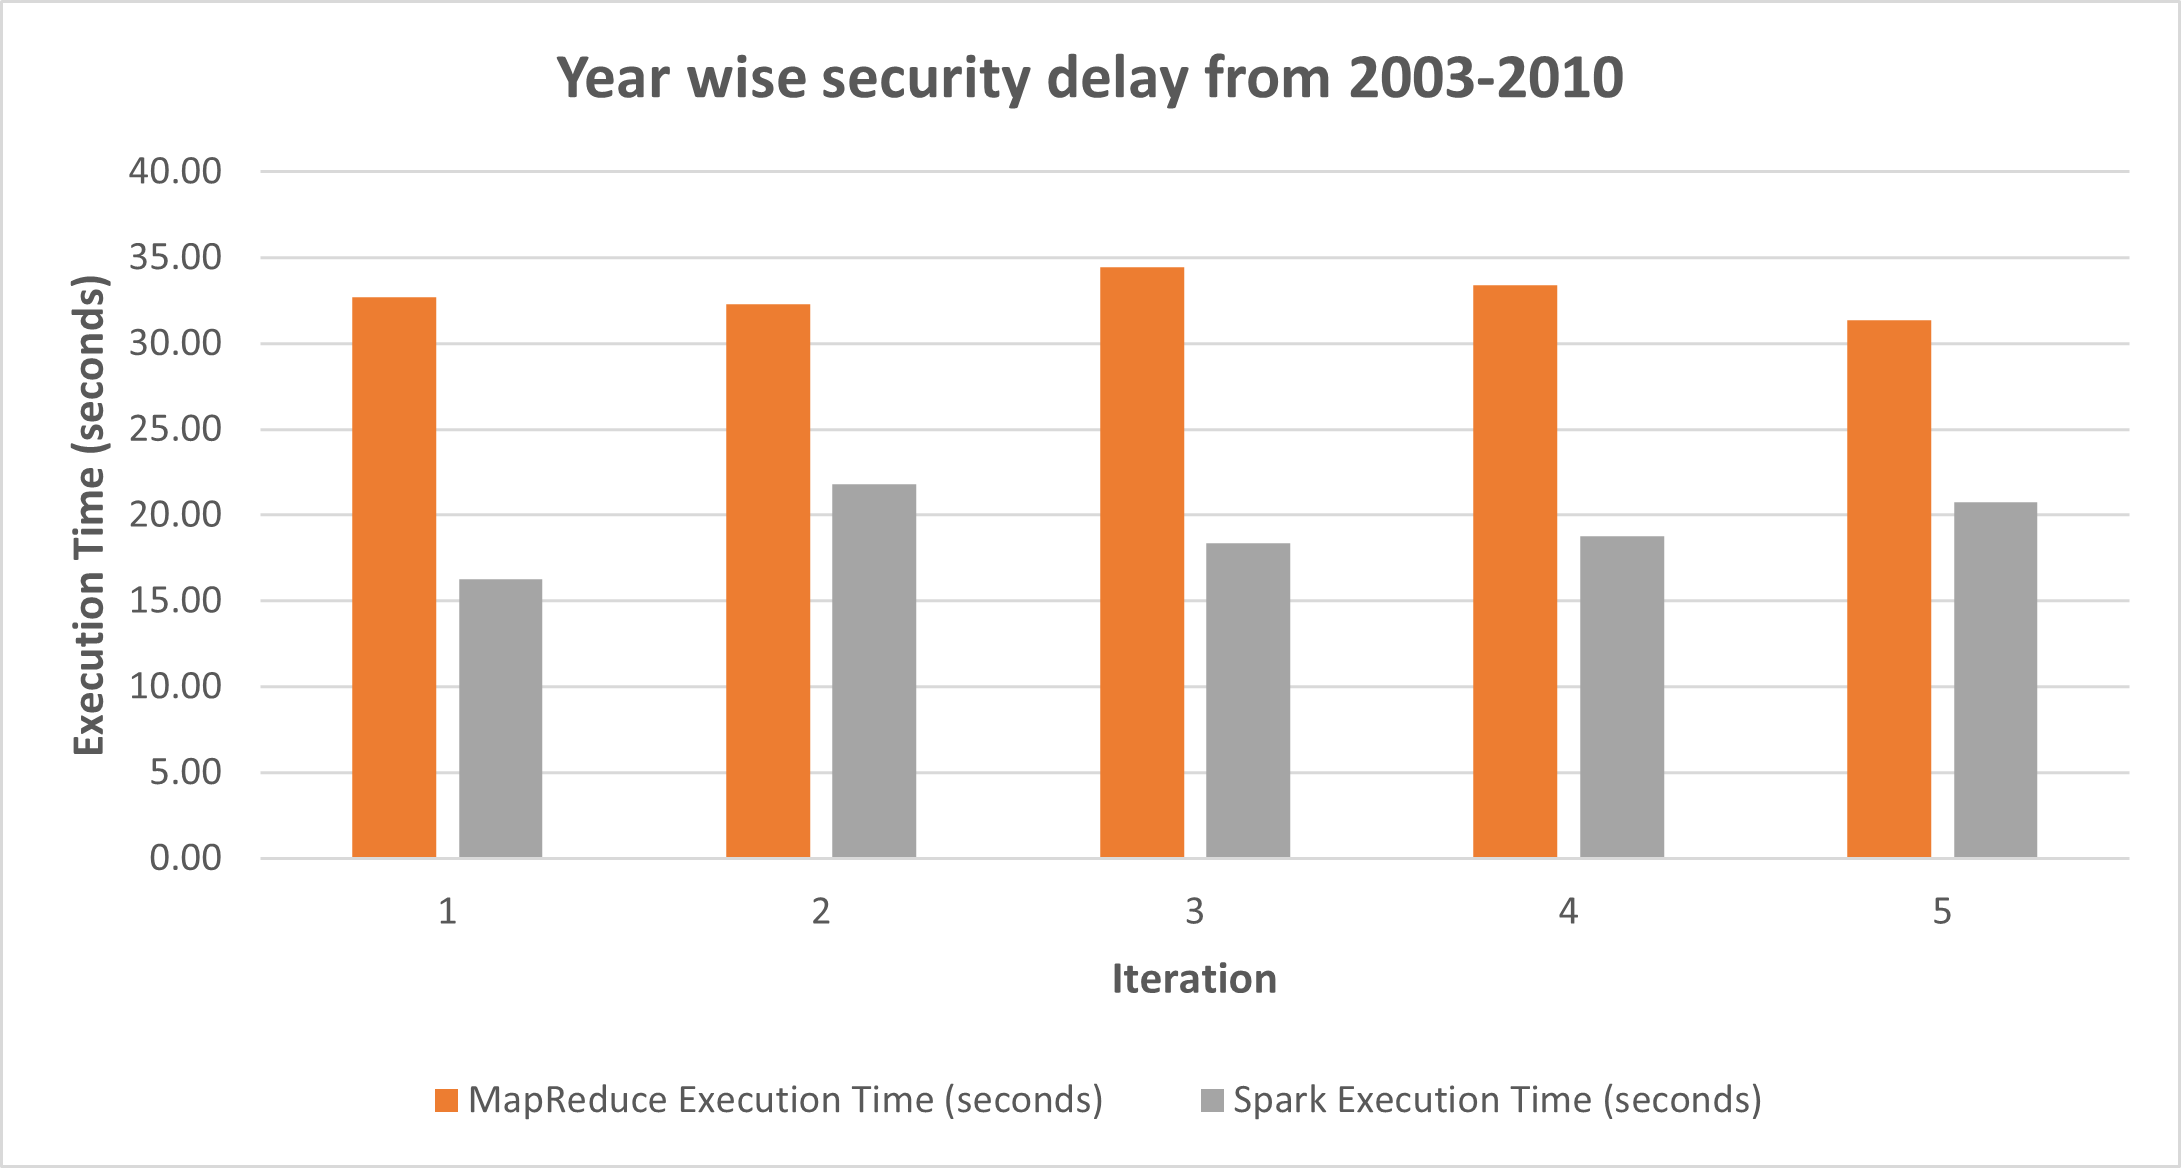 Year wise security delay from 2003-2010
Execution Time (seconds)
40.00
35.00
30.00
25.00
20.00
15.00
10.00
5.00
0.00
1 2 3 4 5
Iteration
MapReduce Execution Time (seconds) Spark Execution Time (seconds)